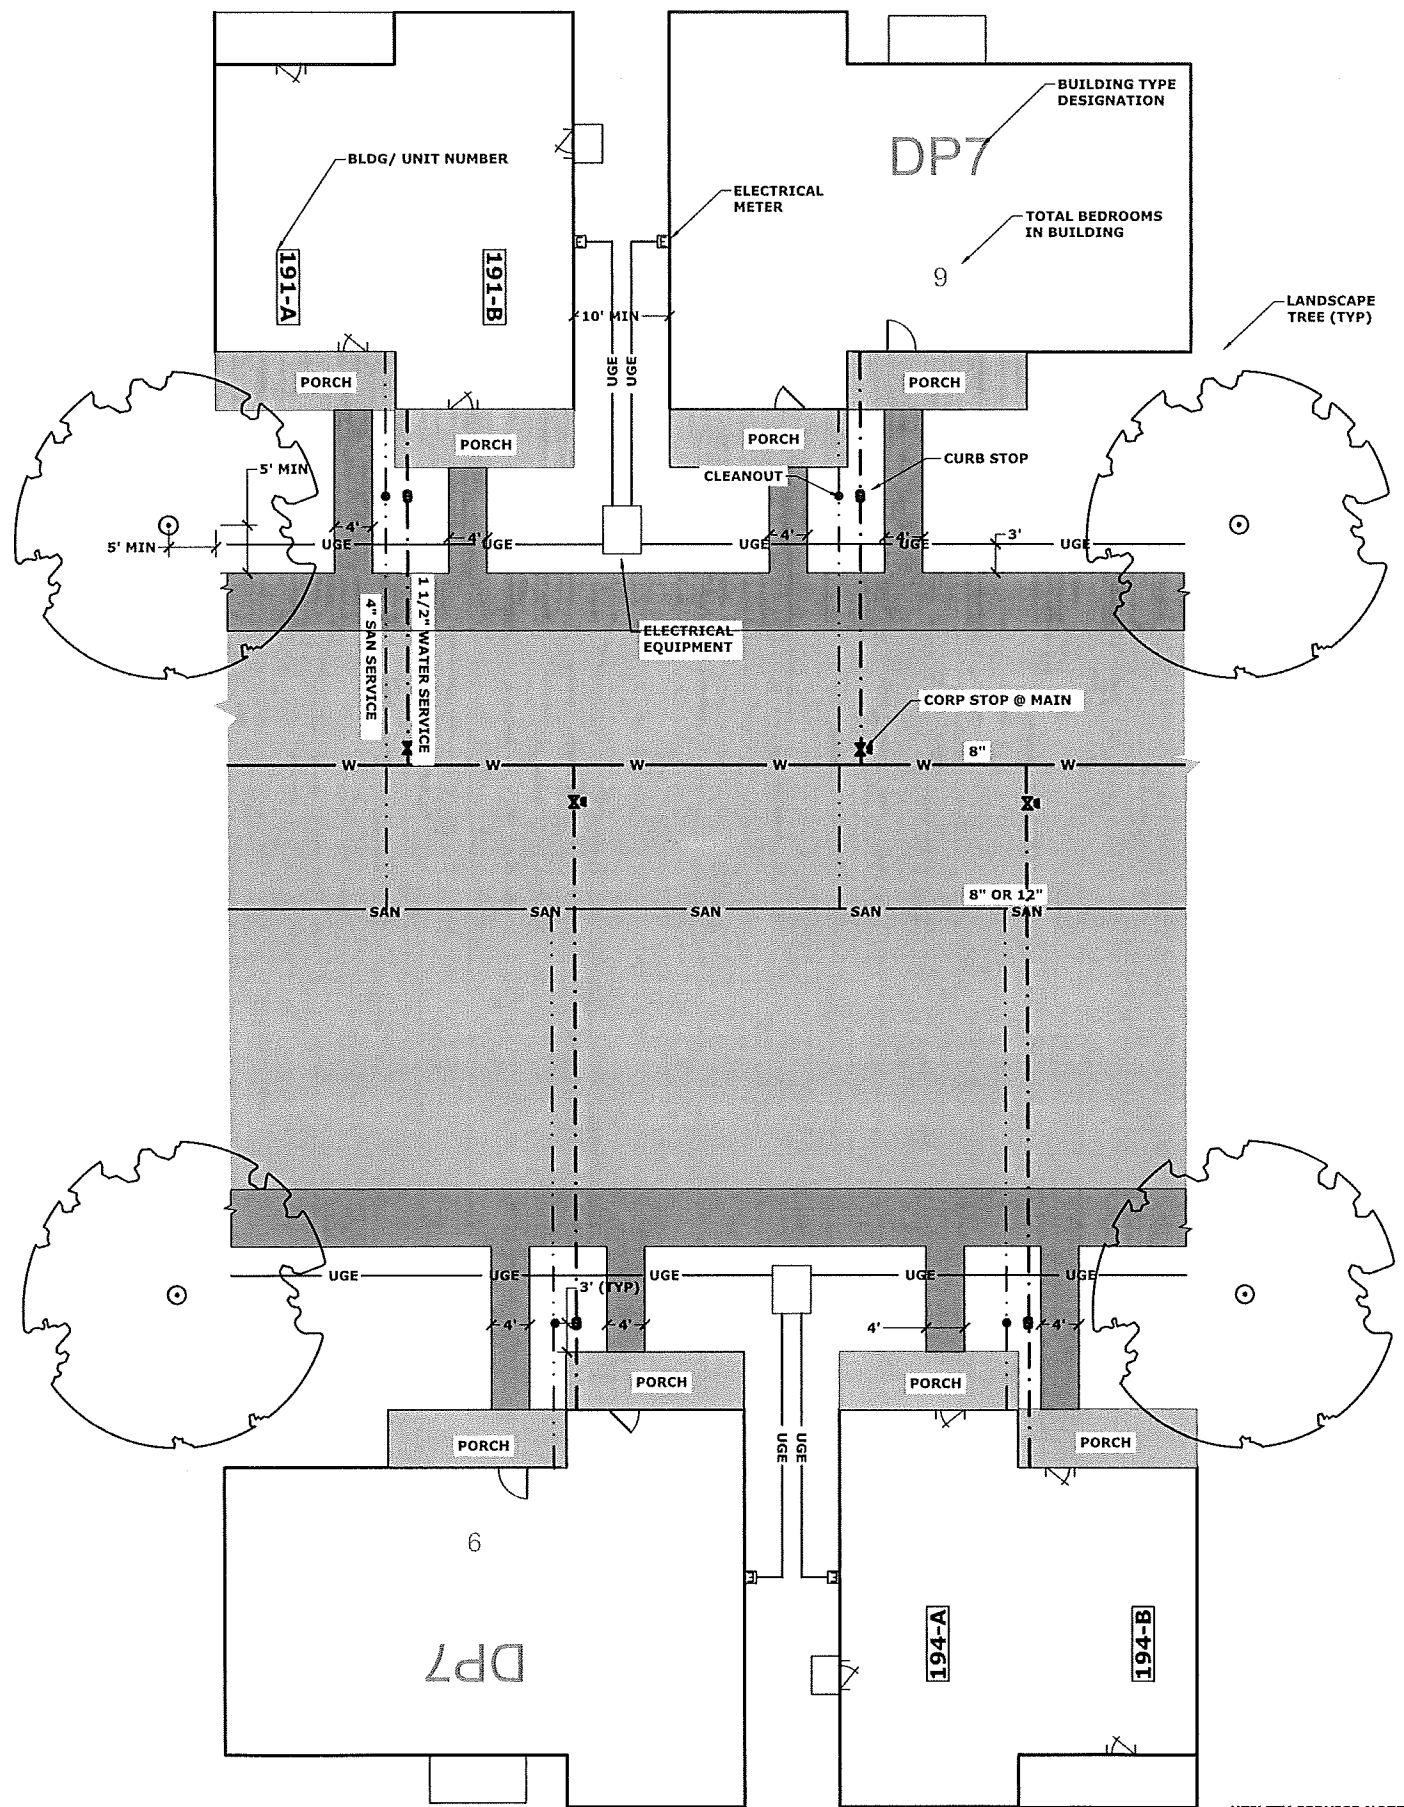 BUILDING TYPE
DESIGNATION
DP7
BLDG/ UNIT NUMBER
ELECTRICAL
METER
TOTAL BEDROOMS
IN BUILDING
9
191-A
191-B
10' MIN
LANDSCAPE
TREE (TYP)
UGE
UGE
PORCH
PORCH
PORCH
PORCH
CURB STOP
CLEANOUT
5' MIN
5' MIN
4'
4'
4'
4'
3'
UGE
UGE
UGE
UGE
UGE
4" SAN SERVICE
1 1/2" WATER SERVICE
ELECTRICAL
EQUIPMENT
CORP STOP @ MAIN
8"
W
W
W
W
W
W
8" OR 12"
SAN
SAN
SAN
SAN
SAN
UGE
UGE
UGE
UGE
UGE
3' (TYP)
4'
4'
4'
4'
PORCH
PORCH
PORCH
PORCH
UGE
UGE
6
DP7
194-A
194-B